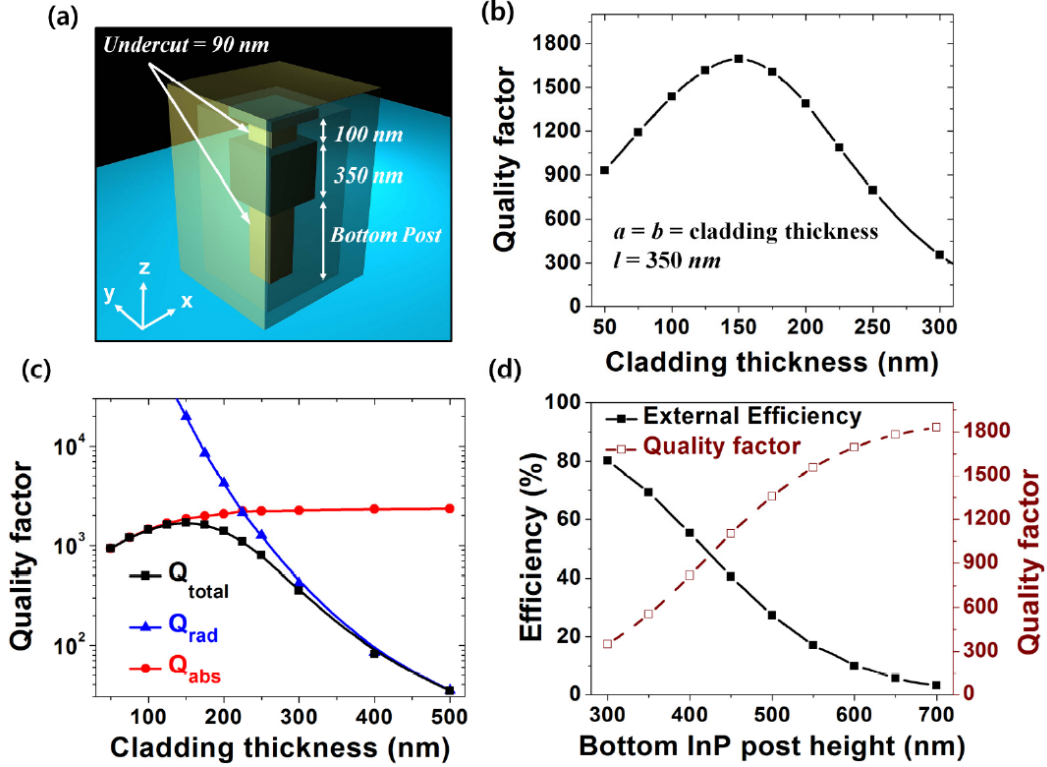 (a)
Undercut = 90 nm
100 nm
350 nm
Bottom Post
z
y
x
(b)
Quality factor
1800
1500
1200
900
600
300
0
a = b = cladding thickness
l = 350 nm
50 100 150 200 250 300
Cladding thickness (nm)
(c)
Quality factor
10^4
10^3
10^2
Q_total
Q_rad
Q_abs
100 200 300 400 500
Cladding thickness (nm)
(d)
Efficiency (%)
100
80
60
40
20
0
External Efficiency
Quality factor
1800
1500
1200
900
600
300
0
Quality factor
300 400 500 600 700
Bottom InP post height (nm)